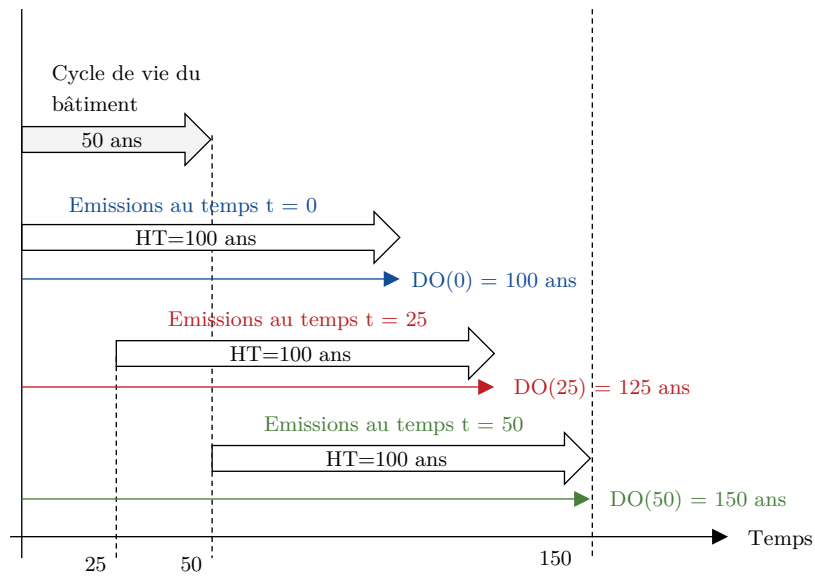 Cycle de vie du
bâtiment
50 ans
Emissions au temps t = 0
HT=100 ans
DO(0) = 100 ans
Emissions au temps t = 25
HT=100 ans
DO(25) = 125 ans
Emissions au temps t = 50
HT=100 ans
DO(50) = 150 ans
Temps
25
50
150